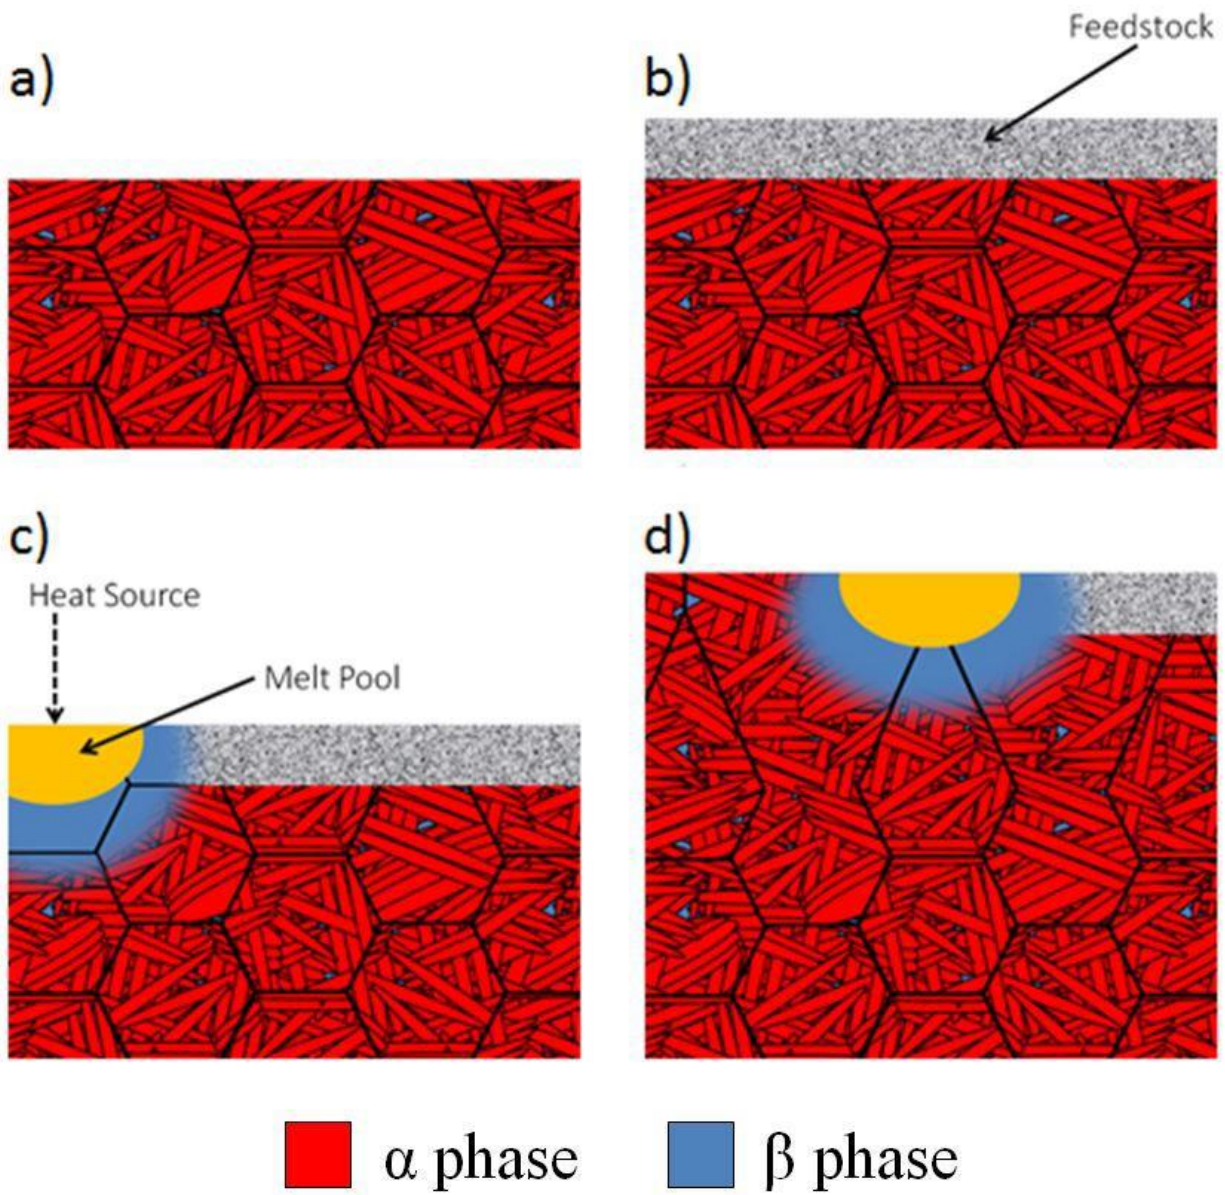 Feedstock
a)
b)
c)
d)
Heat Source
Melt Pool
α phase
β phase